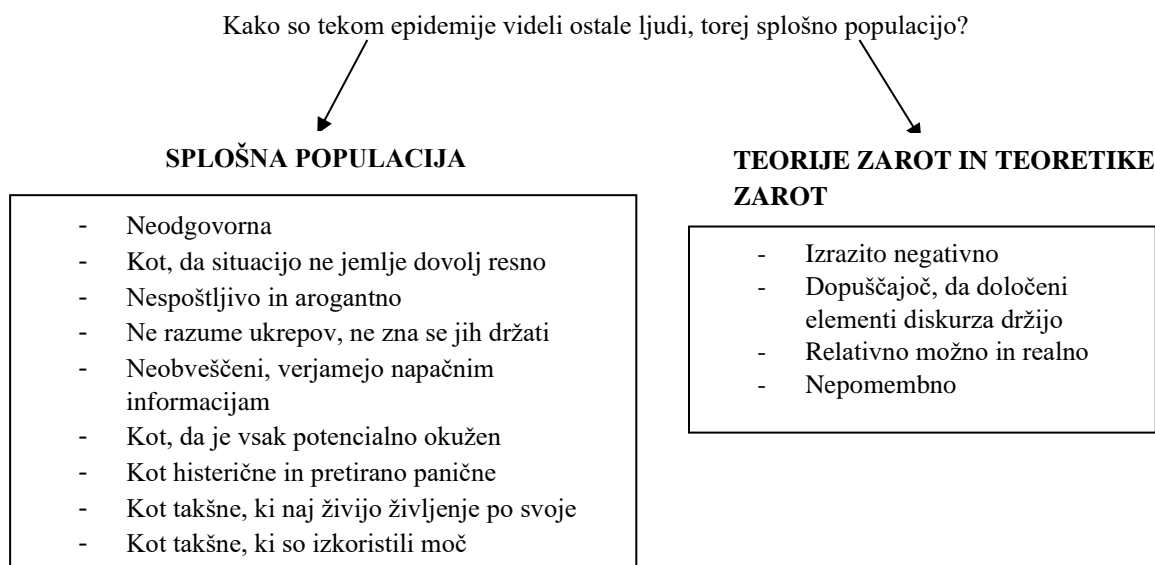 Kako so tekom epidemije videli ostale ljudi, torej splošno populacijo?
SPLOŠNA POPULACIJA
- Neodgovorna
- Kot, da situacijo ne jemlje dovolj resno
- Nespoštljivo in arogantno
- Ne razume ukrepov, ne zna se jih držati
- Neobveščeni, verjamejo napačnim
informacijam
- Kot, da je vsak potencialno okužen
- Kot histerične in pretirano panične
- Kot takšne, ki naj živijo življenje po svoje
- Kot takšne, ki so izkoristili moč
TEORIJE ZAROT IN TEORETIKE
ZAROT
- Izrazito negativno
- Dopuščajoč, da določeni
elementi diskurza držijo
- Relativno možno in realno
- Nepomembno